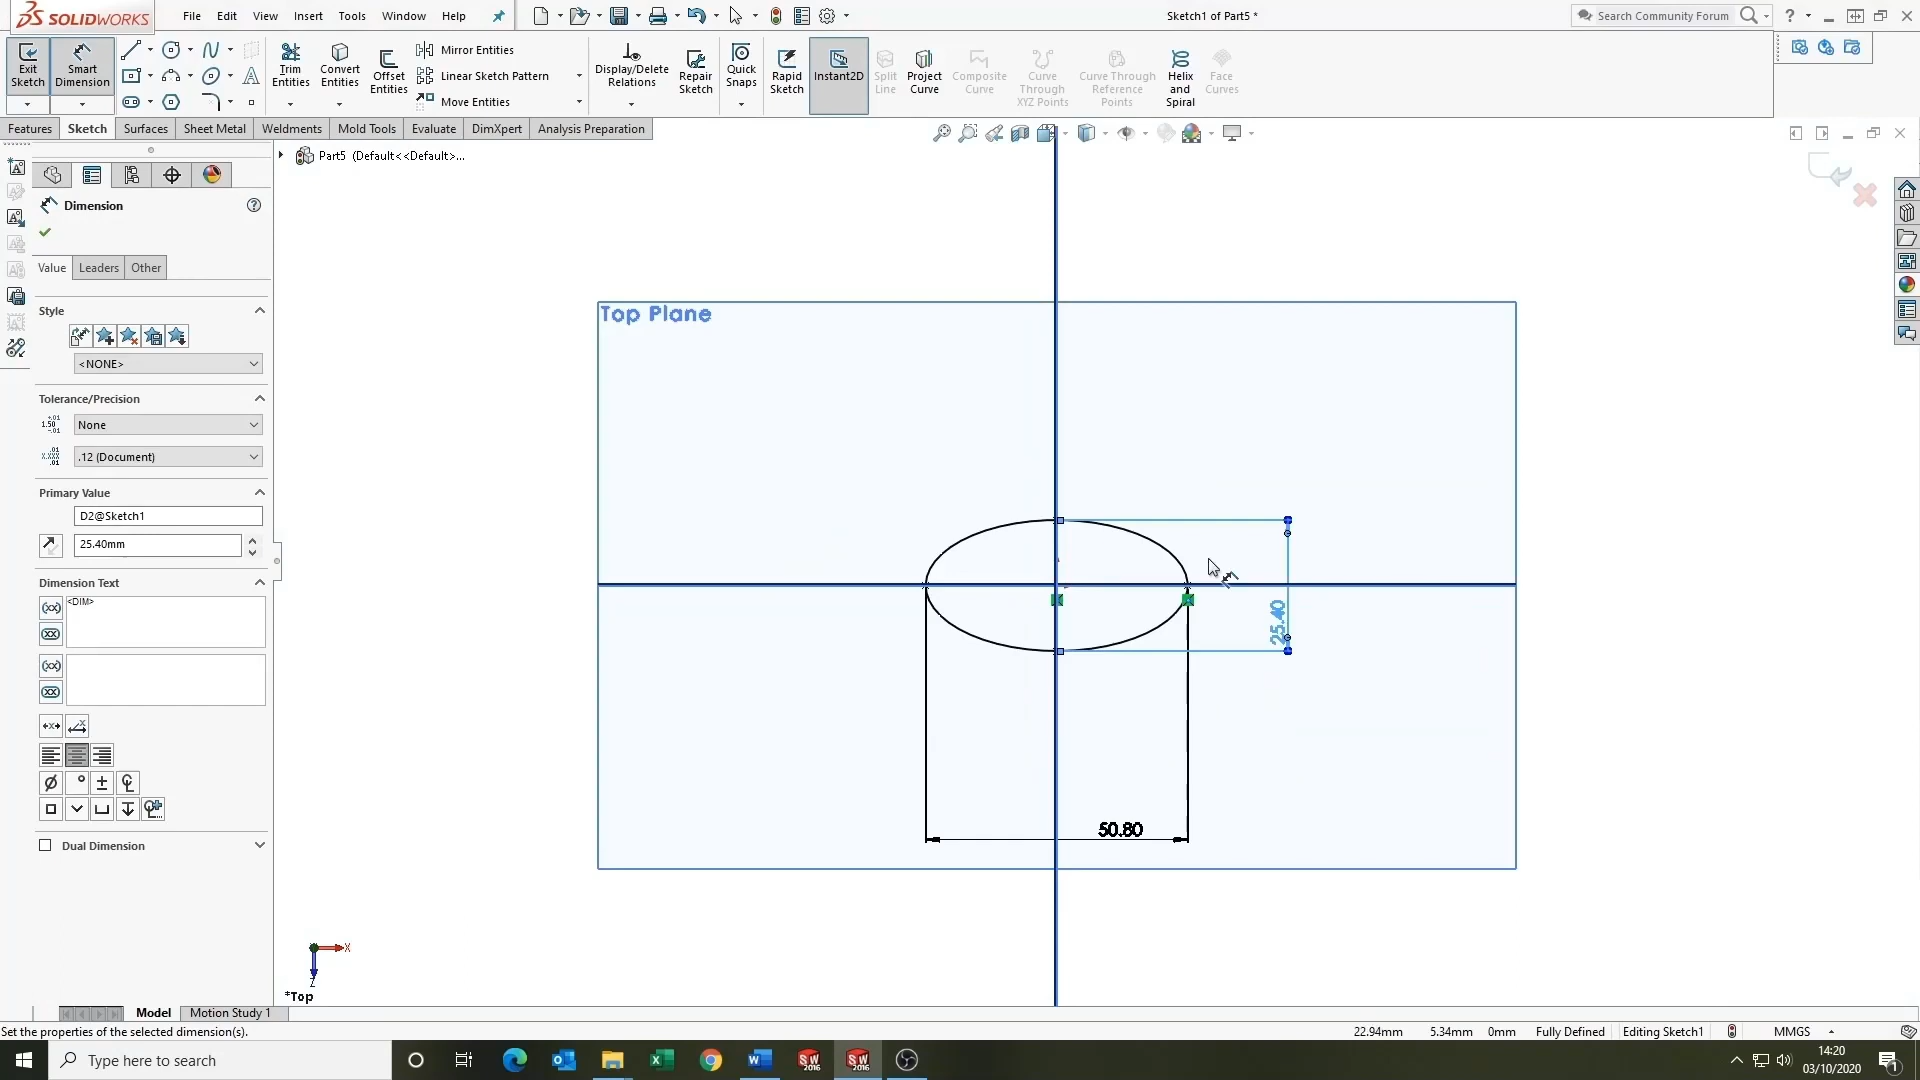 SOLIDWORKS
File Edit View Insert Tools Window Help
Sketch1 of Part5 *
Search Community Forum
Exit Sketch
Smart Dimension
Trim Entities
Convert Entities
Offset Entities
Mirror Entities
Linear Sketch Pattern
Move Entities
Display/Delete Relations
Repair Sketch
Quick Snaps
Rapid Sketch
Instant2D
Split Line
Project Curve
Composite Curve
Curve Through XYZ Points
Curve Through Reference Points
Helix and Spiral
Face Curves
Features Sketch Surfaces Sheet Metal Weldments Mold Tools Evaluate DimXpert Analysis Preparation
Part5 (Default<<Default>...
Dimension
Value Leaders Other
Style
<NONE>
Tolerance/Precision
None
.12 (Document)
Primary Value
D2@Sketch1
25.40mm
Dimension Text
<DIM>
Dual Dimension
Top Plane
25.40
50.80
X
Z
*Top
Model Motion Study 1
Set the properties of the selected dimension(s).
22.94mm 5.34mm 0mm Fully Defined Editing Sketch1 MMGS
Type here to search
SW 2016
SW 2016
14:20
03/10/2020
1